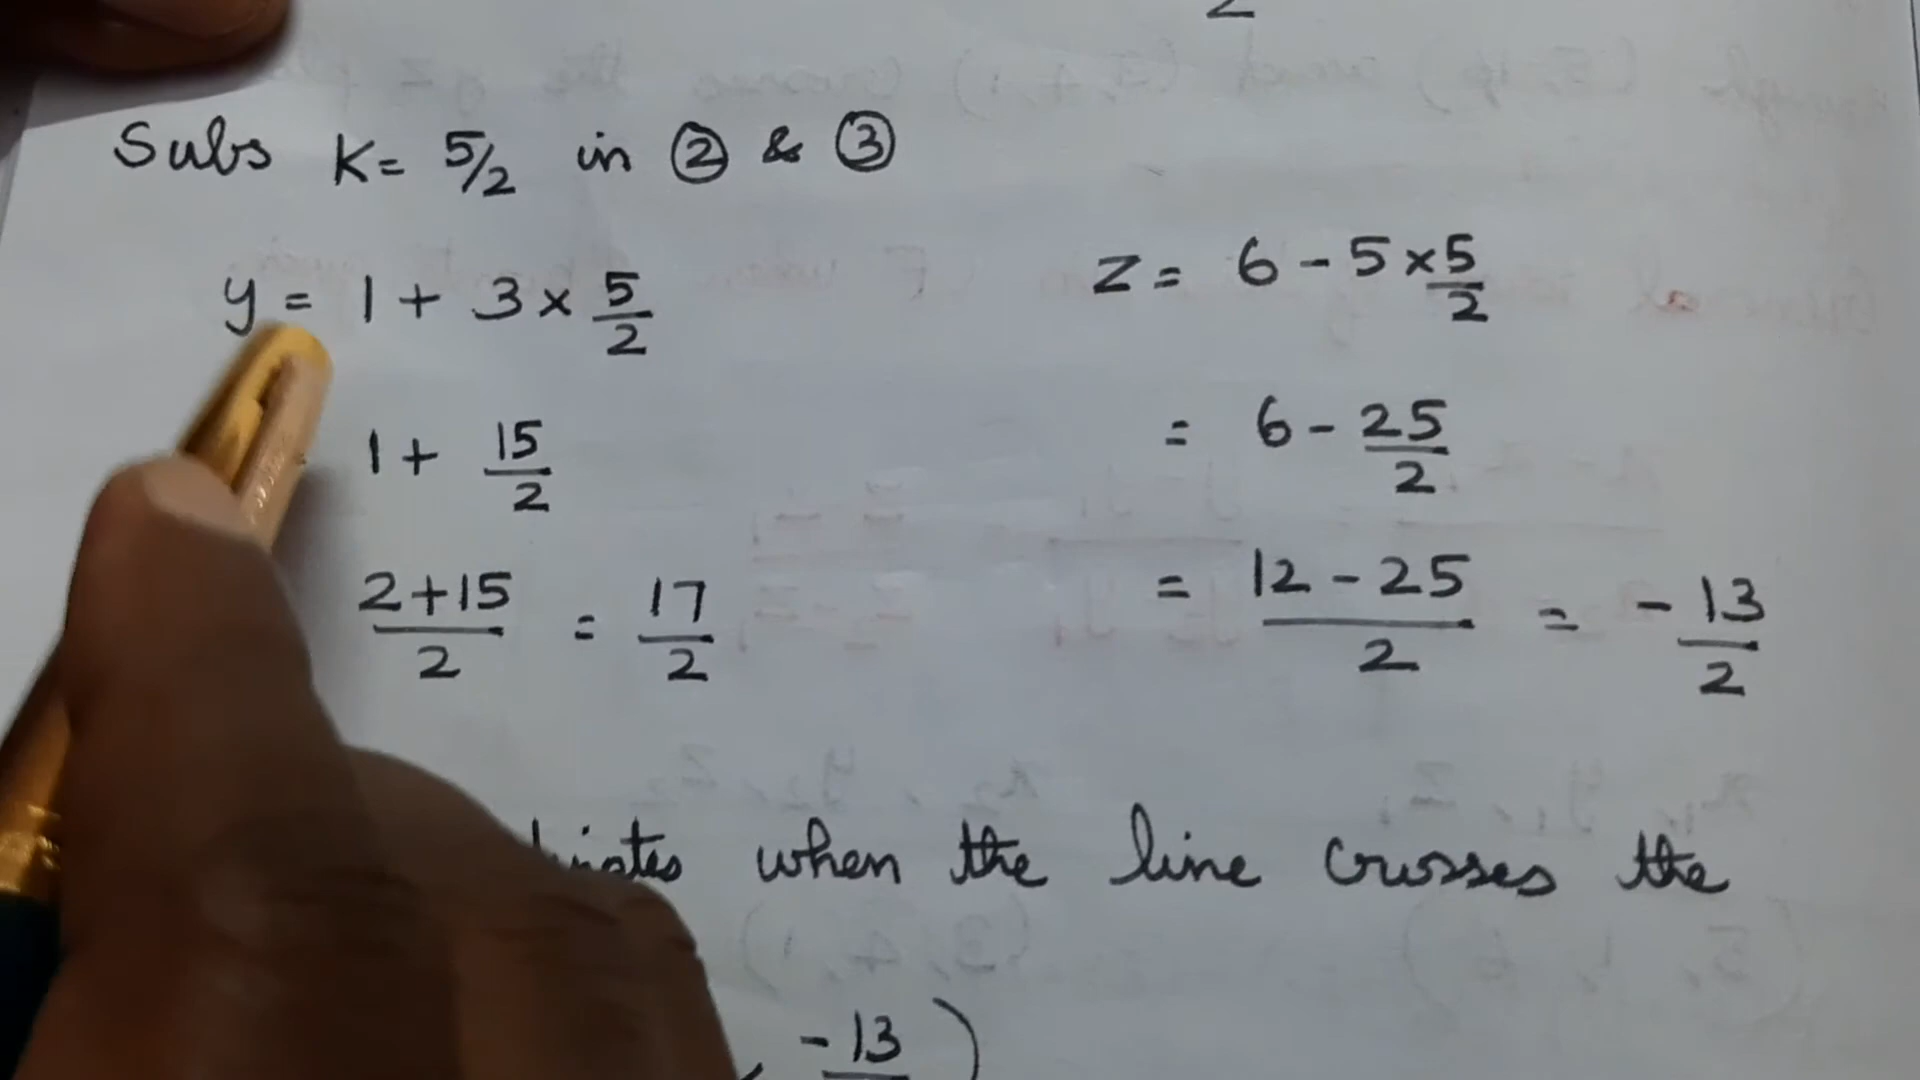 Subs K = 5/2 in ② & ③
y = 1 + 3 × 5/2
1 + 15/2
2+15/2 = 17/2
z = 6 - 5 × 5/2
= 6 - 25/2
= 12 - 25/2 = - 13/2
when the line crosses the
- 13 )